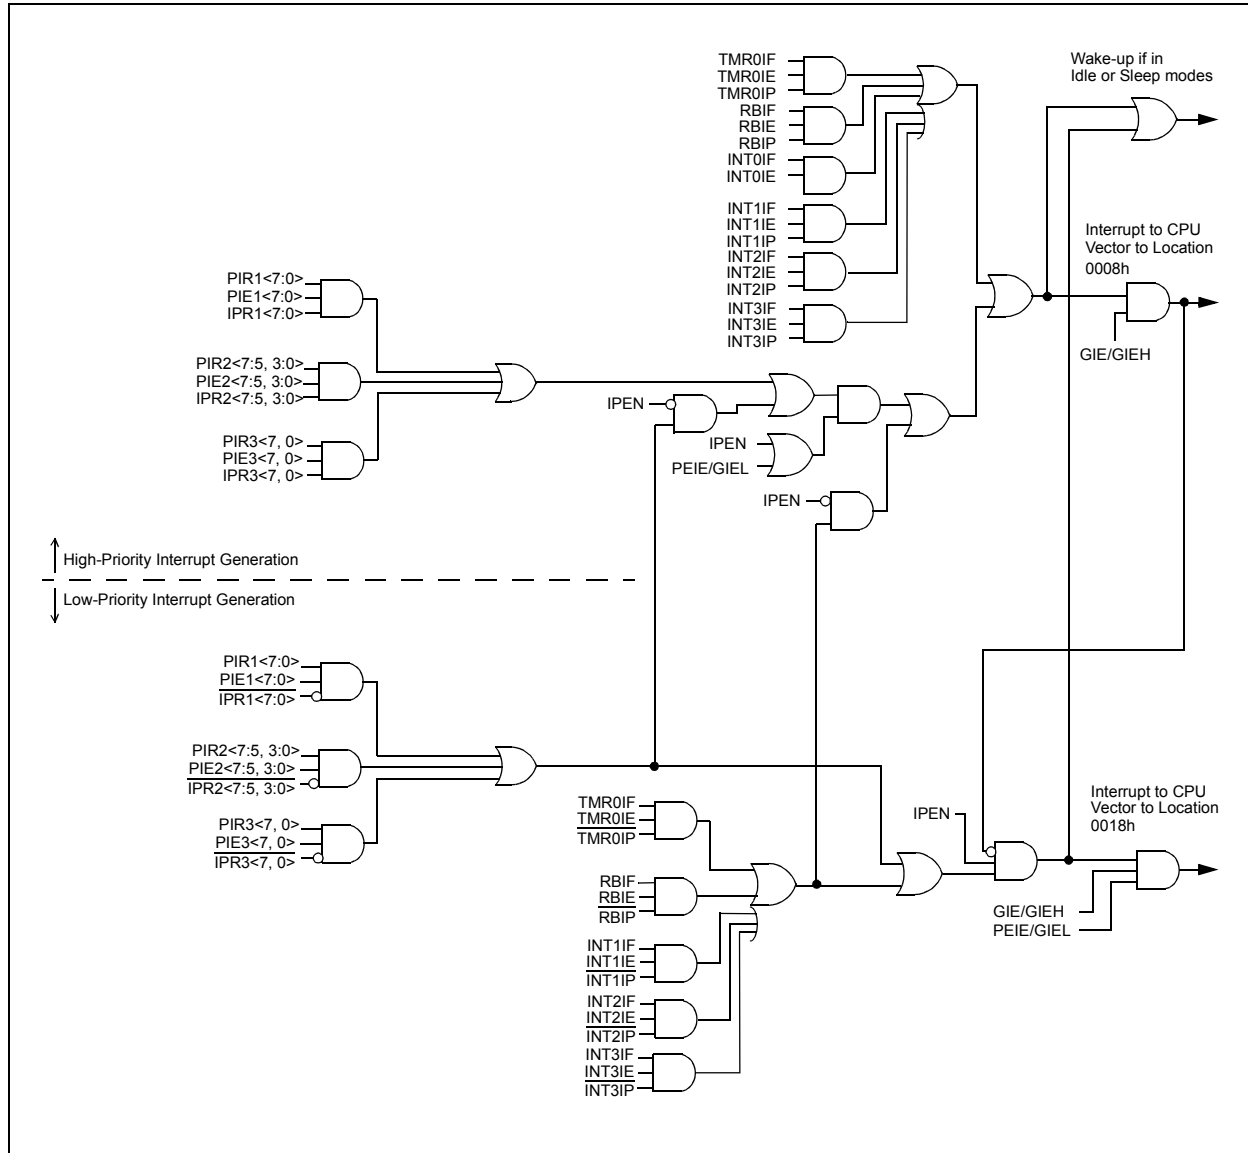 TMR0IF
TMR0IE
TMR0IP
RBIF
RBIE
RBIP
INT0IF
INT0IE
INT1IF
INT1IE
INT1IP
INT2IF
INT2IE
INT2IP
INT3IF
INT3IE
INT3IP
Wake-up if in
Idle or Sleep modes
Interrupt to CPU
Vector to Location
0008h
GIE/GIEH
PIR1<7:0>
PIE1<7:0>
IPR1<7:0>
PIR2<7:5, 3:0>
PIE2<7:5, 3:0>
IPR2<7:5, 3:0>
PIR3<7, 0>
PIE3<7, 0>
IPR3<7, 0>
IPEN
IPEN
PEIE/GIEL
IPEN
High-Priority Interrupt Generation
Low-Priority Interrupt Generation
PIR1<7:0>
PIE1<7:0>
IPR1<7:0>
PIR2<7:5, 3:0>
PIE2<7:5, 3:0>
IPR2<7:5, 3:0>
PIR3<7, 0>
PIE3<7, 0>
IPR3<7, 0>
TMR0IF
TMR0IE
TMR0IP
RBIF
RBIE
RBIP
INT1IF
INT1IE
INT1IP
INT2IF
INT2IE
INT2IP
INT3IF
INT3IE
INT3IP
IPEN
Interrupt to CPU
Vector to Location
0018h
GIE/GIEH
PEIE/GIEL